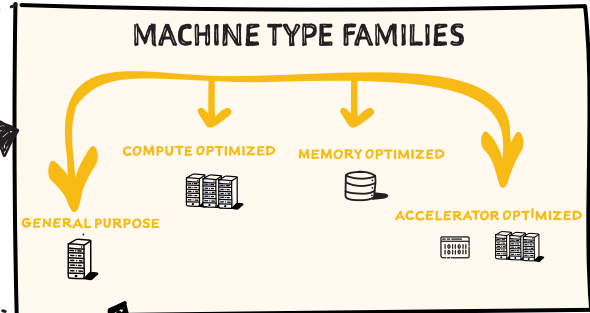 MACHINE TYPE FAMILIES
COMPUTE OPTIMIZED
MEMORY OPTIMIZED
ACCELERATOR OPTIMIZED
GENERAL PURPOSE